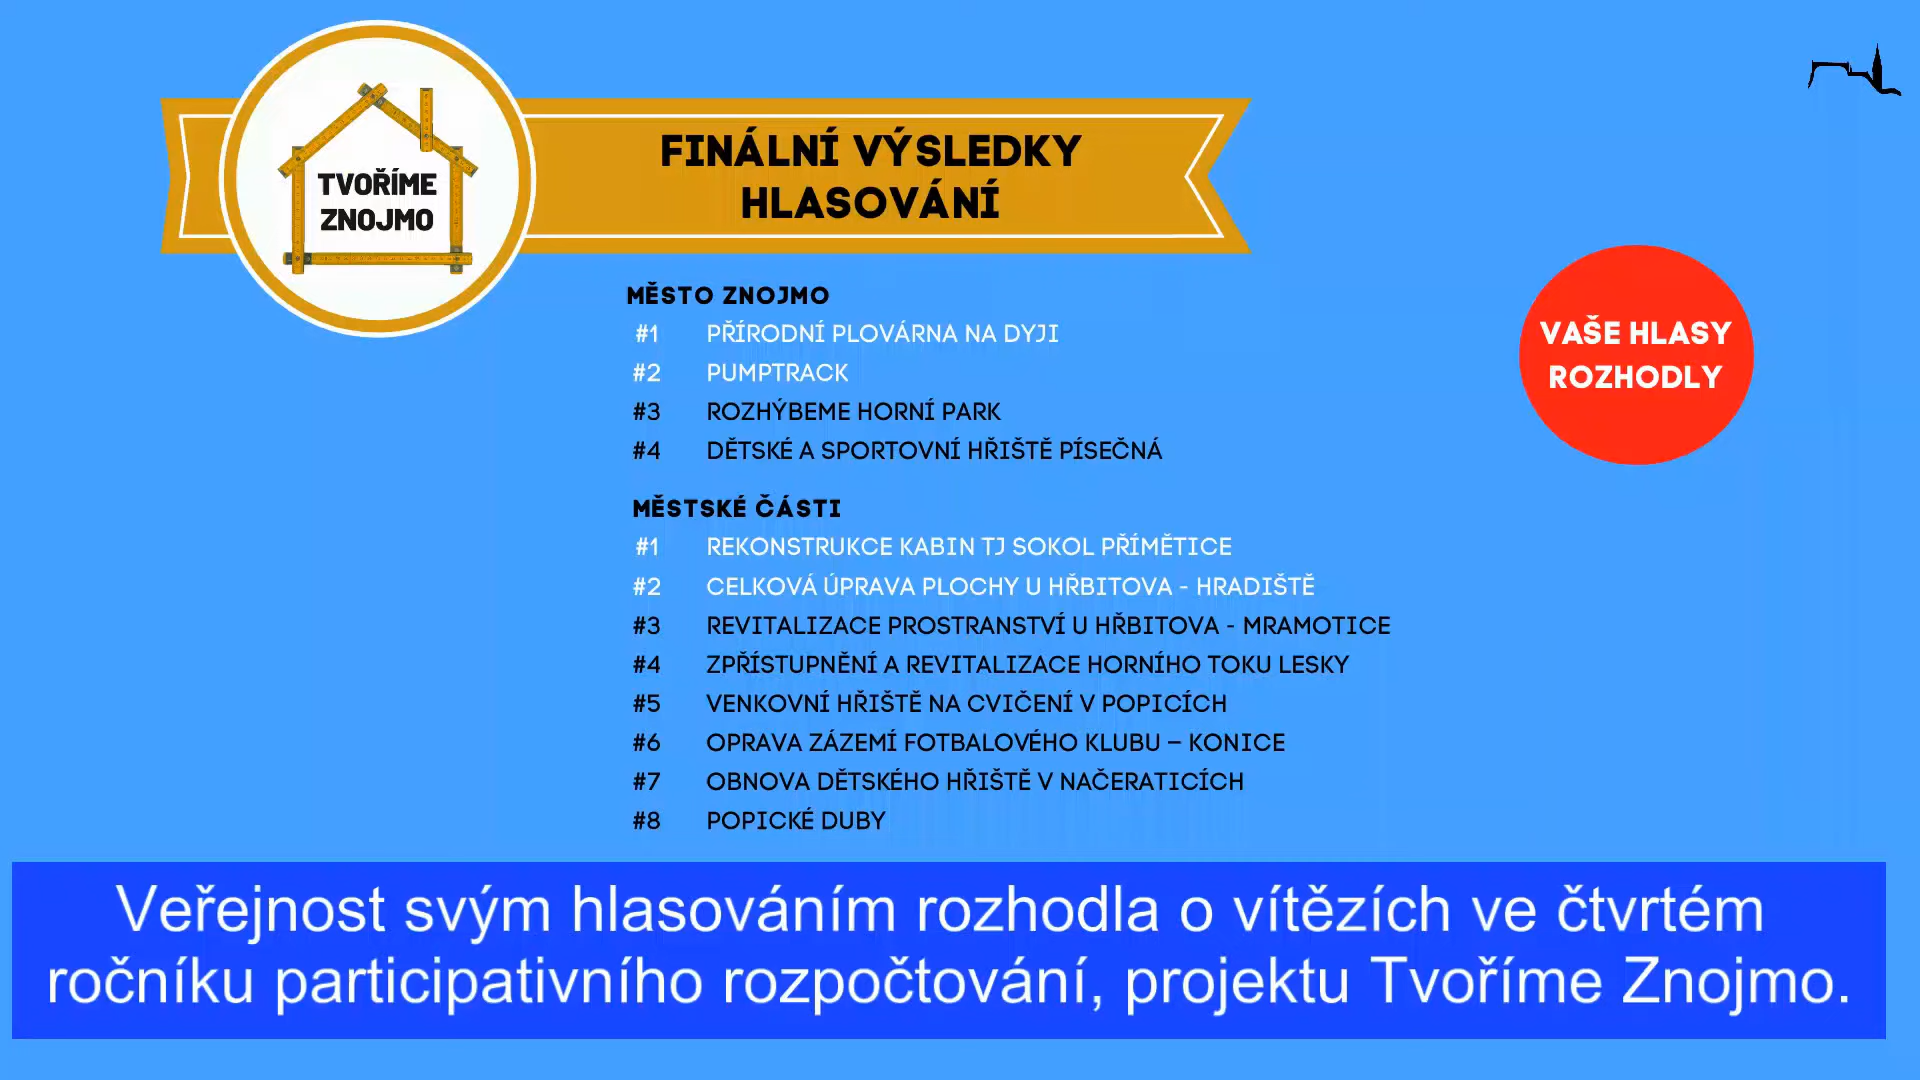 TVOŘÍME
ZNOJMO
FINÁLNÍ VÝSLEDKY
HLASOVÁNÍ
MĚSTO ZNOJMO
#1 PŘÍRODNÍ PLOVÁRNA NA DYJI
#2 PUMPTRACK
#3 ROZHÝBEME HORNÍ PARK
#4 DĚTSKÉ A SPORTOVNÍ HŘIŠTĚ PÍSEČNÁ
VAŠE HLASY
ROZHODLY
MĚSTSKÉ ČÁSTI
#1 REKONSTRUKCE KABIN TJ SOKOL PŘÍMĚTICE
#2 CELKOVÁ ÚPRAVA PLOCHY U HŘBITOVA - HRADIŠTĚ
#3 REVITALIZACE PROSTRANSTVÍ U HŘBITOVA - MRAMOTICE
#4 ZPŘÍSTUPNĚNÍ A REVITALIZACE HORNÍHO TOKU LESKY
#5 VENKOVNÍ HŘIŠTĚ NA CVIČENÍ V POPICÍCH
#6 OPRAVA ZÁZEMÍ FOTBALOVÉHO KLUBU – KONICE
#7 OBNOVA DĚTSKÉHO HŘIŠTĚ V NAČERATICÍCH
#8 POPICKÉ DUBY
Veřejnost svým hlasováním rozhodla o vítězích ve čtvrtém
ročníku participativního rozpočtování, projektu Tvoříme Znojmo.